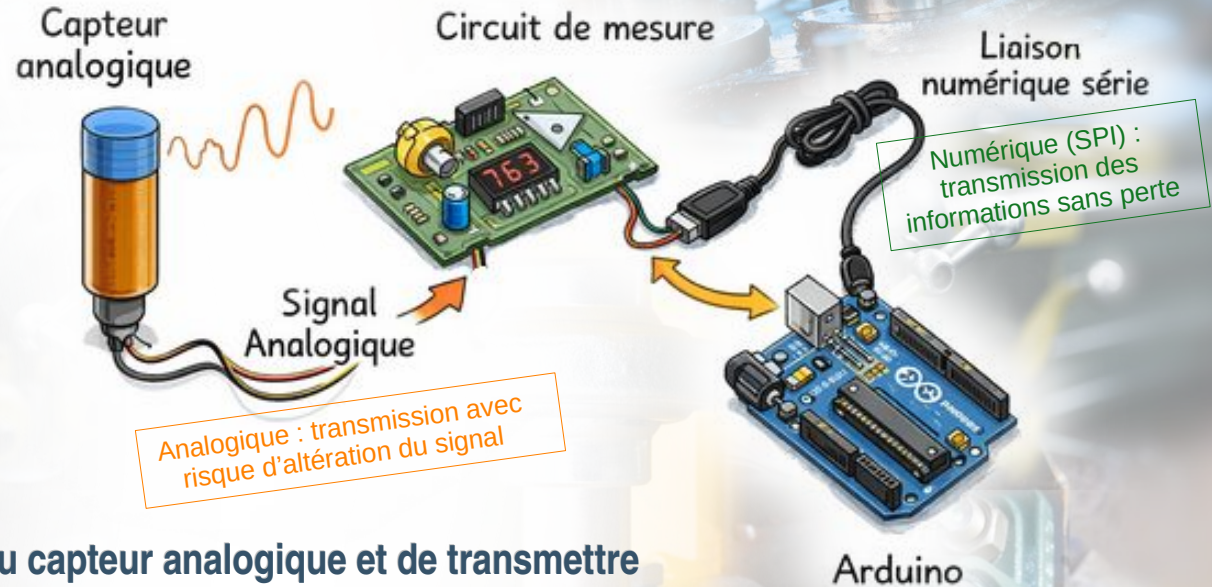 Capteur
analogique
Circuit de mesure
Liaison
numérique série
Numérique (SPI) :
transmission des
informations sans perte
763
Signal
Analogique
Analogique : transmission avec
risque d’altération du signal
u capteur analogique et de transmettre
Arduino